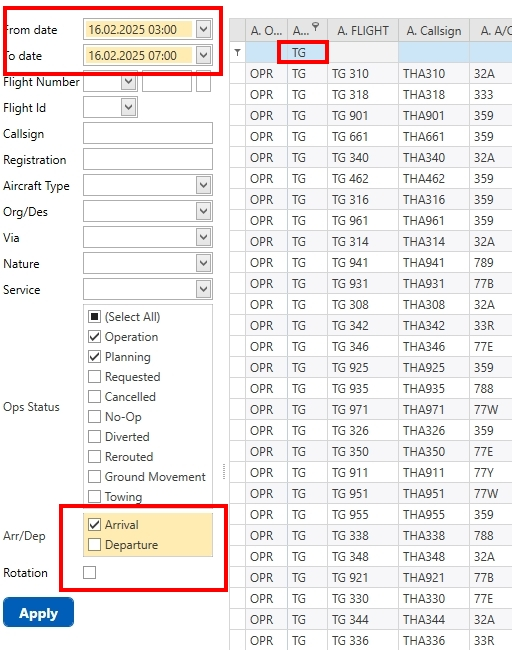 From date 16.02.2025 03:00
To date 16.02.2025 07:00
Flight Number
Flight Id
Callsign
Registration
Aircraft Type
Org/Des
Via
Nature
Service
Ops Status
(Select All)
Operation
Planning
Requested
Cancelled
No-Op
Diverted
Rerouted
Ground Movement
Towing
Arr/Dep
Arrival
Departure
Rotation
Apply
A. O... A... A. FLIGHT A. Callsign A. A/C
TG
OPR TG TG 310 THA310 32A
OPR TG TG 318 THA318 333
OPR TG TG 901 THA901 359
OPR TG TG 661 THA661 359
OPR TG TG 340 THA340 32A
OPR TG TG 462 THA462 359
OPR TG TG 316 THA316 359
OPR TG TG 961 THA961 359
OPR TG TG 314 THA314 32A
OPR TG TG 941 THA941 789
OPR TG TG 931 THA931 77B
OPR TG TG 308 THA308 32A
OPR TG TG 342 THA342 33R
OPR TG TG 346 THA346 77E
OPR TG TG 925 THA925 359
OPR TG TG 935 THA935 788
OPR TG TG 971 THA971 77W
OPR TG TG 326 THA326 359
OPR TG TG 350 THA350 77E
OPR TG TG 911 THA911 77Y
OPR TG TG 951 THA951 77W
OPR TG TG 955 THA955 359
OPR TG TG 338 THA338 788
OPR TG TG 348 THA348 32A
OPR TG TG 921 THA921 77B
OPR TG TG 330 THA330 77E
OPR TG TG 344 THA344 32A
OPR TG TG 336 THA336 33R